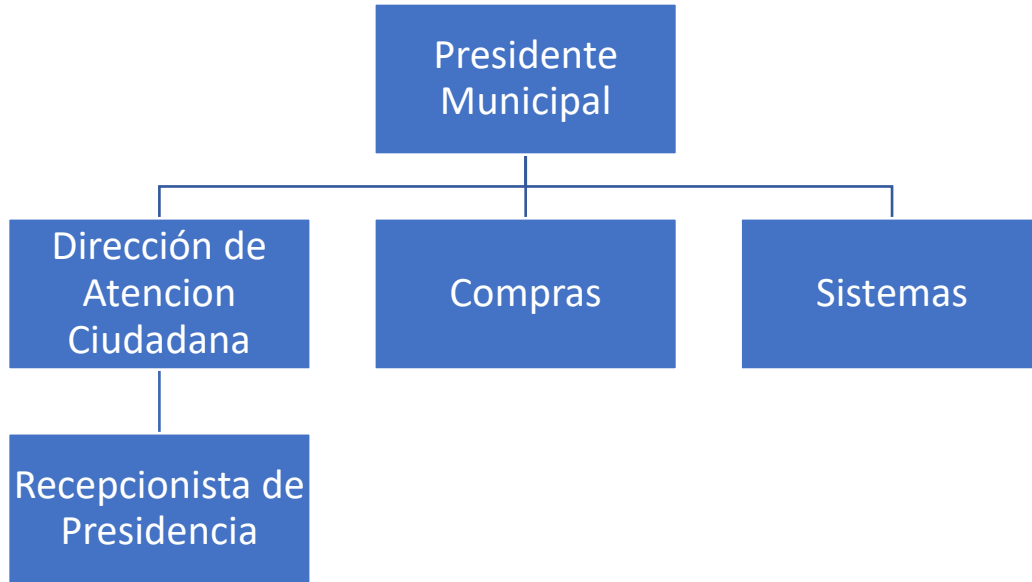 Presidente
Municipal
Dirección de
Atencion
Ciudadana
Compras
Sistemas
Recepcionista de
Presidencia